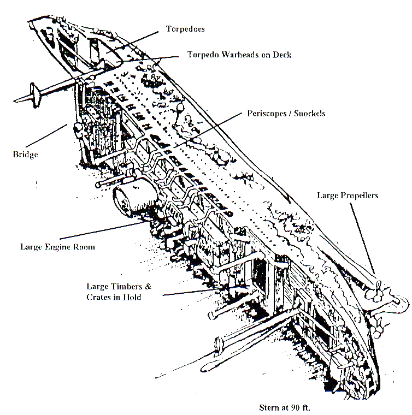 Torpedoes
Torpedo Warheads on Deck
Periscopes / Snorkels
Bridge
Large Propellers
Large Engine Room
Large Timbers &
Crates in Hold
Stern at 90 ft.